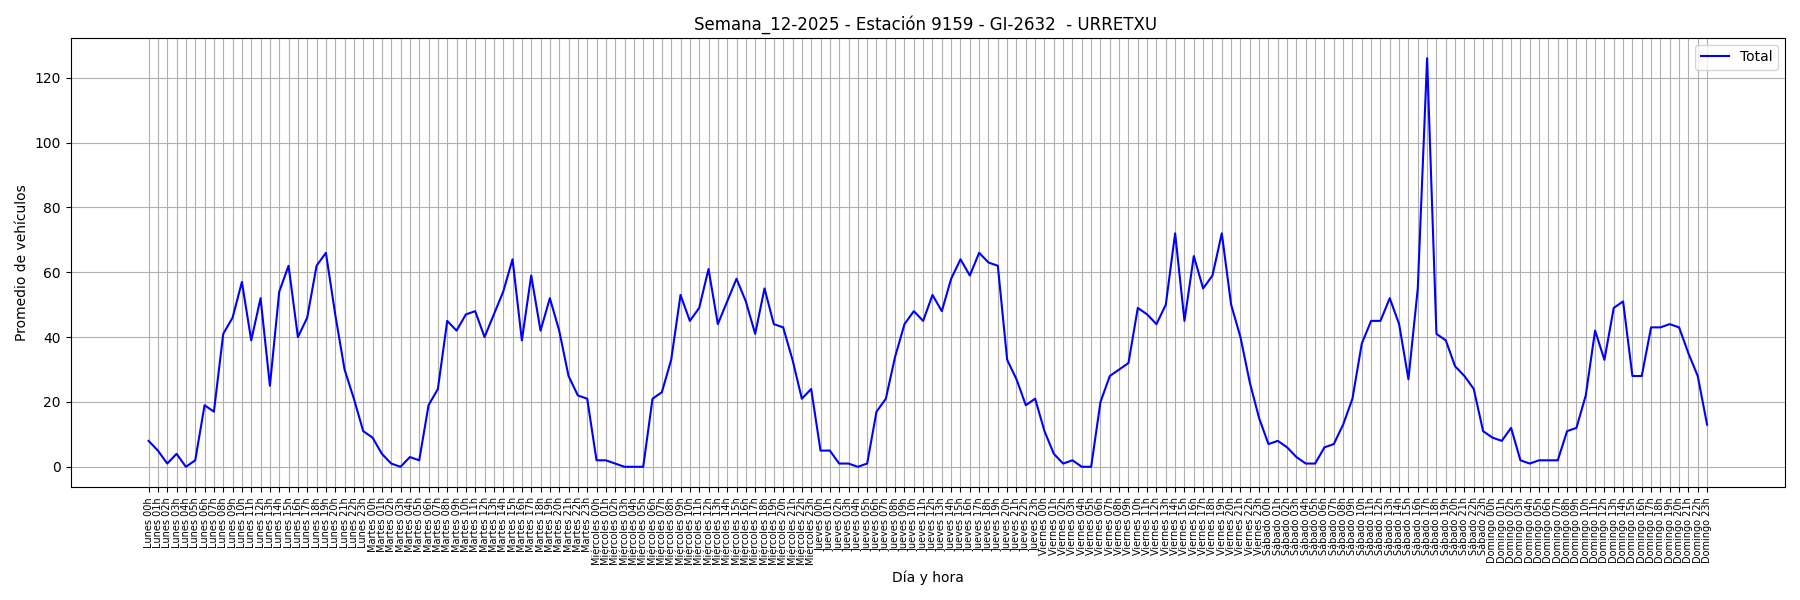 Semana_12-2025 - Estación 9159 - GI-2632 - URRETXU
Total
Promedio de vehículos
120
100
80
60
40
20
0
Lunes 00h
Lunes 01h
Lunes 02h
Lunes 03h
Lunes 04h
Lunes 05h
Lunes 06h
Lunes 07h
Lunes 08h
Lunes 09h
Lunes 10h
Lunes 11h
Lunes 12h
Lunes 13h
Lunes 14h
Lunes 15h
Lunes 16h
Lunes 17h
Lunes 18h
Lunes 19h
Lunes 20h
Lunes 21h
Lunes 22h
Lunes 23h
Martes 00h
Martes 01h
Martes 02h
Martes 03h
Martes 04h
Martes 05h
Martes 06h
Martes 07h
Martes 08h
Martes 09h
Martes 10h
Martes 11h
Martes 12h
Martes 13h
Martes 14h
Martes 15h
Martes 16h
Martes 17h
Martes 18h
Martes 19h
Martes 20h
Martes 21h
Martes 22h
Martes 23h
Miércoles 00h
Miércoles 01h
Miércoles 02h
Miércoles 03h
Miércoles 04h
Miércoles 05h
Miércoles 06h
Miércoles 07h
Miércoles 08h
Miércoles 09h
Miércoles 10h
Miércoles 11h
Miércoles 12h
Miércoles 13h
Miércoles 14h
Miércoles 15h
Miércoles 16h
Miércoles 17h
Miércoles 18h
Miércoles 19h
Miércoles 20h
Miércoles 21h
Miércoles 22h
Miércoles 23h
Jueves 00h
Jueves 01h
Jueves 02h
Jueves 03h
Jueves 04h
Jueves 05h
Jueves 06h
Jueves 07h
Jueves 08h
Jueves 09h
Jueves 10h
Jueves 11h
Jueves 12h
Jueves 13h
Jueves 14h
Jueves 15h
Jueves 16h
Jueves 17h
Jueves 18h
Jueves 19h
Jueves 20h
Jueves 21h
Jueves 22h
Jueves 23h
Viernes 00h
Viernes 01h
Viernes 02h
Viernes 03h
Viernes 04h
Viernes 05h
Viernes 06h
Viernes 07h
Viernes 08h
Viernes 09h
Viernes 10h
Viernes 11h
Viernes 12h
Viernes 13h
Viernes 14h
Viernes 15h
Viernes 16h
Viernes 17h
Viernes 18h
Viernes 19h
Viernes 20h
Viernes 21h
Viernes 22h
Viernes 23h
Sábado 00h
Sábado 01h
Sábado 02h
Sábado 03h
Sábado 04h
Sábado 05h
Sábado 06h
Sábado 07h
Sábado 08h
Sábado 09h
Sábado 10h
Sábado 11h
Sábado 12h
Sábado 13h
Sábado 14h
Sábado 15h
Sábado 16h
Sábado 17h
Sábado 18h
Sábado 19h
Sábado 20h
Sábado 21h
Sábado 22h
Sábado 23h
Domingo 00h
Domingo 01h
Domingo 02h
Domingo 03h
Domingo 04h
Domingo 05h
Domingo 06h
Domingo 07h
Domingo 08h
Domingo 09h
Domingo 10h
Domingo 11h
Domingo 12h
Domingo 13h
Domingo 14h
Domingo 15h
Domingo 16h
Domingo 17h
Domingo 18h
Domingo 19h
Domingo 20h
Domingo 21h
Domingo 22h
Domingo 23h
Día y hora